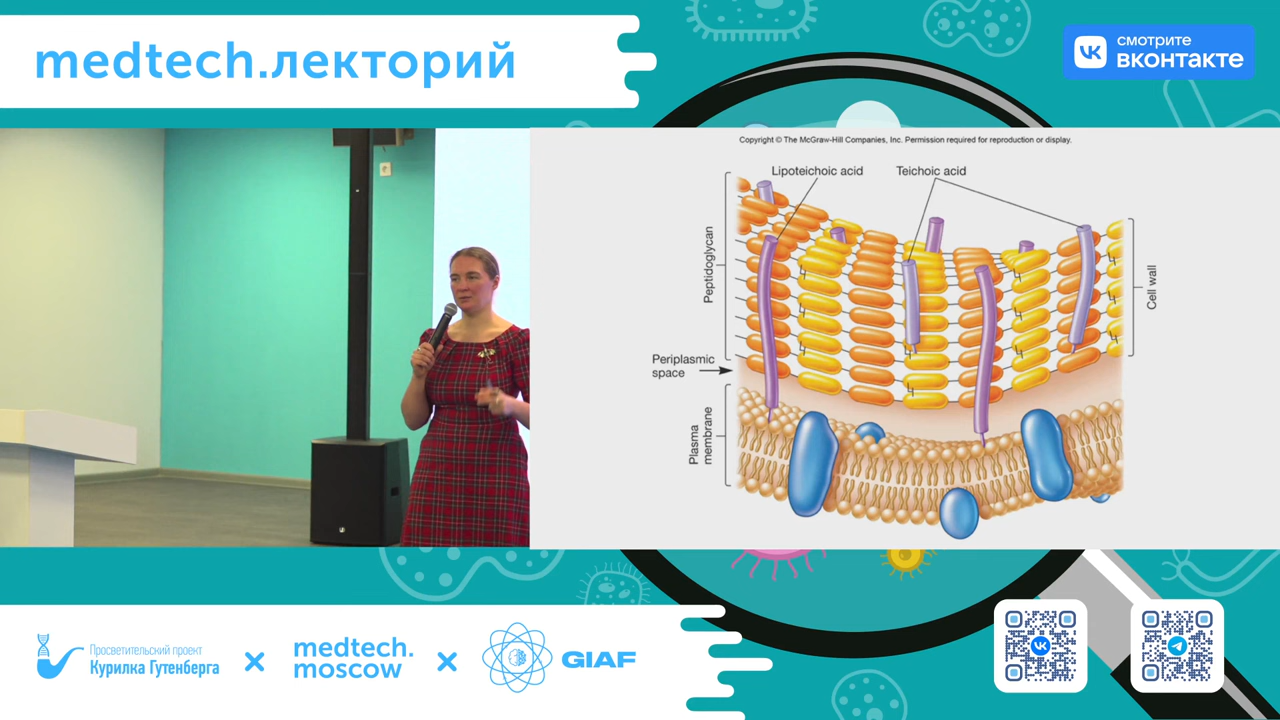 medtech.лекторий
смотрите
вконтакте
Copyright © The McGraw-Hill Companies, Inc. Permission required for reproduction or display.
Lipoteichoic acid
Teichoic acid
Peptidoglycan
Cell wall
Periplasmic
space
Plasma
membrane
Просветительский проект
Курилка Гутенберга
×
medtech.
moscow
×
GIAF